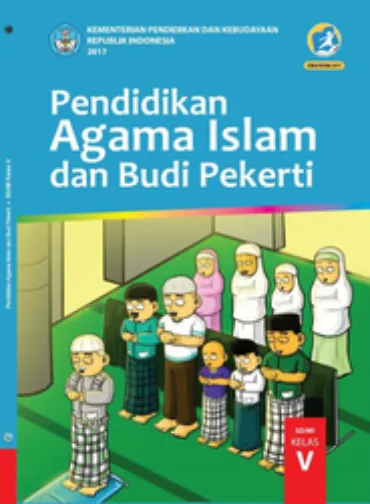 KEMENTERIAN PENDIDIKAN DAN KEBUDAYAAN
REPUBLIK INDONESIA
2017
Pendidikan
Agama Islam
dan Budi Pekerti
SD/MI
KELAS
V